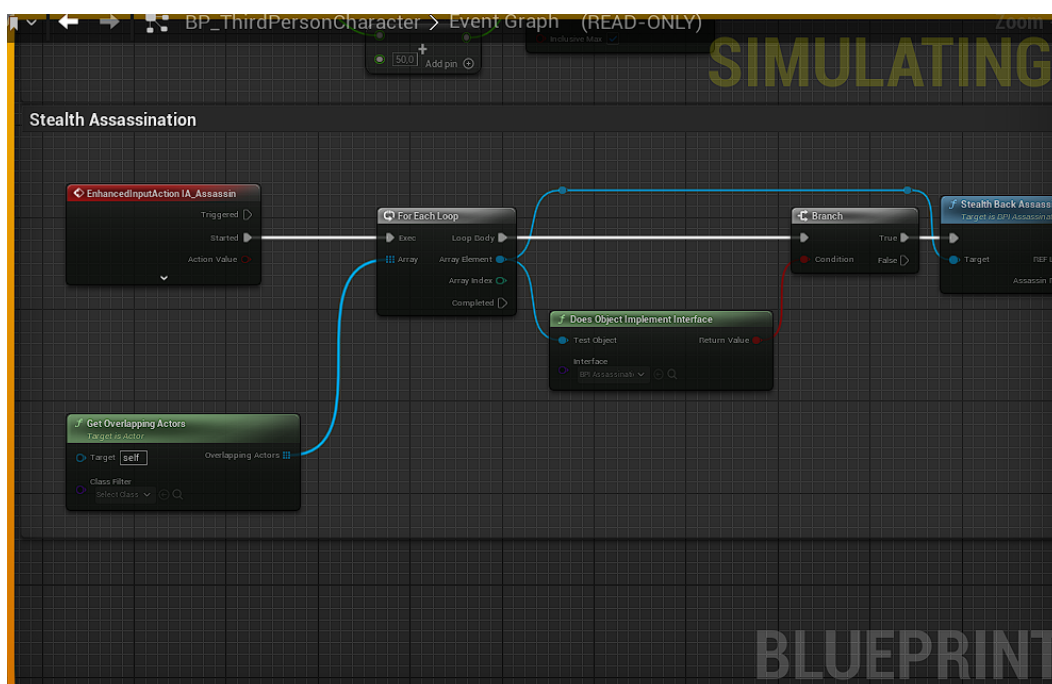 BP_ThirdPersonCharacter > Event Graph (READ-ONLY)
Zoom
Inclusive Max
50,0
Add pin
SIMULATING
Stealth Assassination
EnhancedInputAction IA_Assassin
Triggered
Started
Action Value
For Each Loop
Exec
Loop Body
Array
Array Element
Array Index
Completed
Branch
True
Condition
False
Stealth Back Assass
Target is BPI Assassinat
Target
REF L
Assassin
Does Object Implement Interface
Test Object
Return Value
Interface
BPI Assassinati
Get Overlapping Actors
Target is Actor
Target
self
Overlapping Actors
Class Filter
Select Class
BLUEPRINT